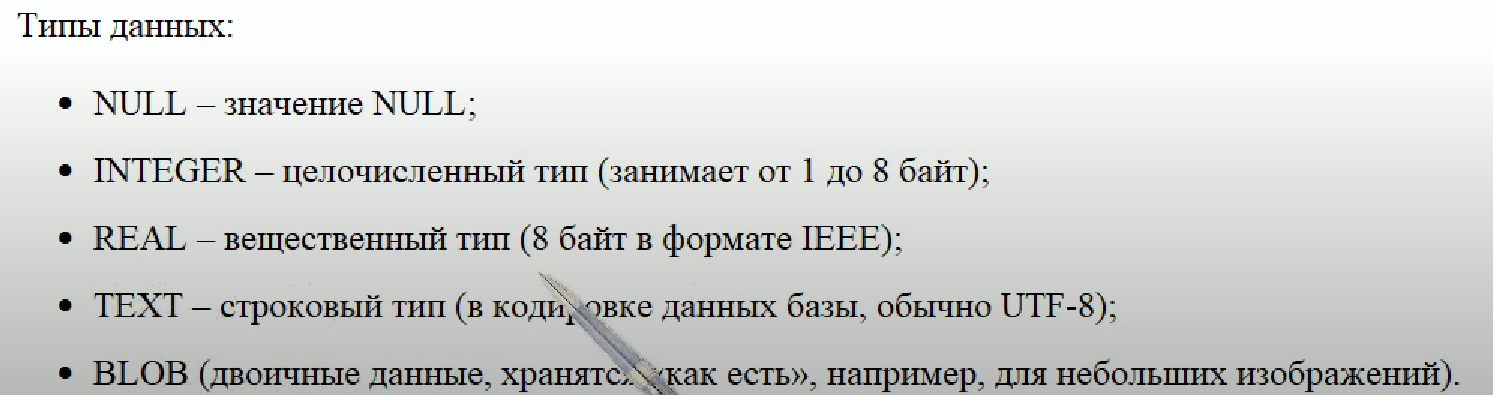 Типы данных:
• NULL – значение NULL;
• INTEGER – целочисленный тип (занимает от 1 до 8 байт);
• REAL – вещественный тип (8 байт в формате IEEE);
• TEXT – строковый тип (в кодировке данных базы, обычно UTF-8);
• BLOB (двоичные данные, хранятся «как есть», например, для небольших изображений).